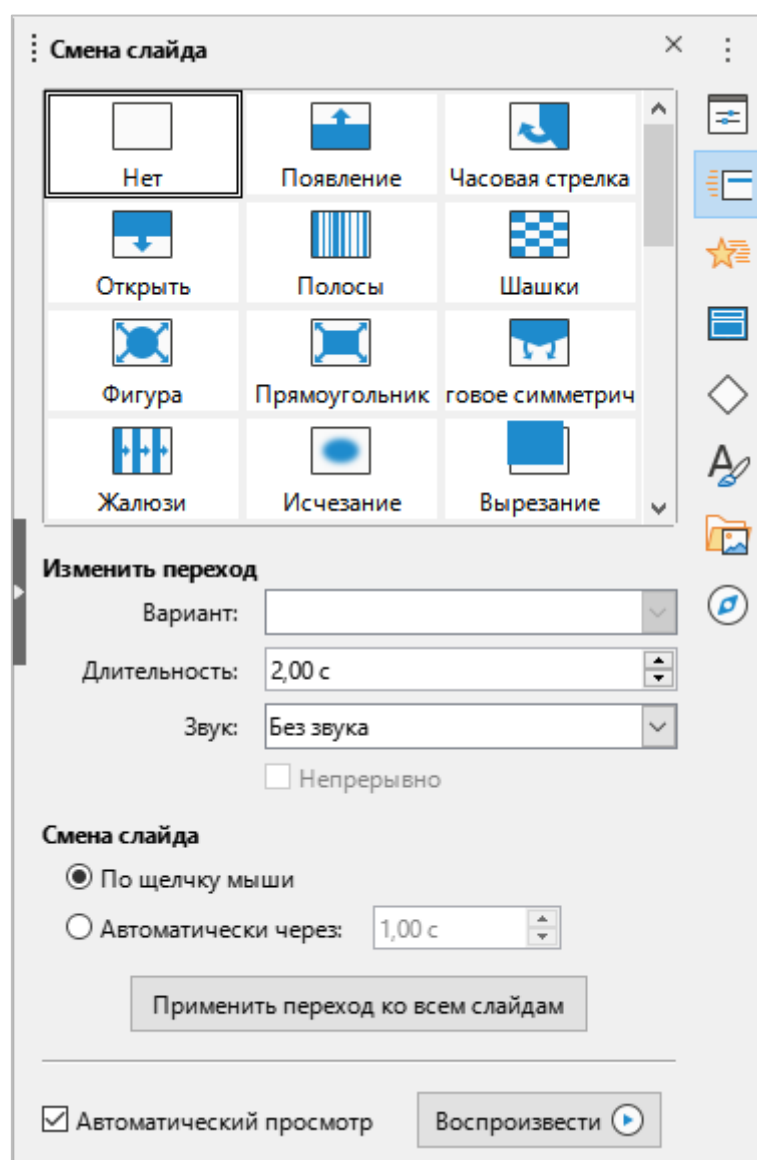 Смена слайда
Нет Появление Часовая стрелка
Открыть Полосы Шашки
Фигура Прямоугольник говое симметрич
Жалюзи Исчезание Вырезание
Изменить переход
Вариант:
Длительность: 2,00 с
Звук: Без звука
Непрерывно
Смена слайда
По щелчку мыши
Автоматически через: 1,00 с
Применить переход ко всем слайдам
Автоматический просмотр Воспроизвести